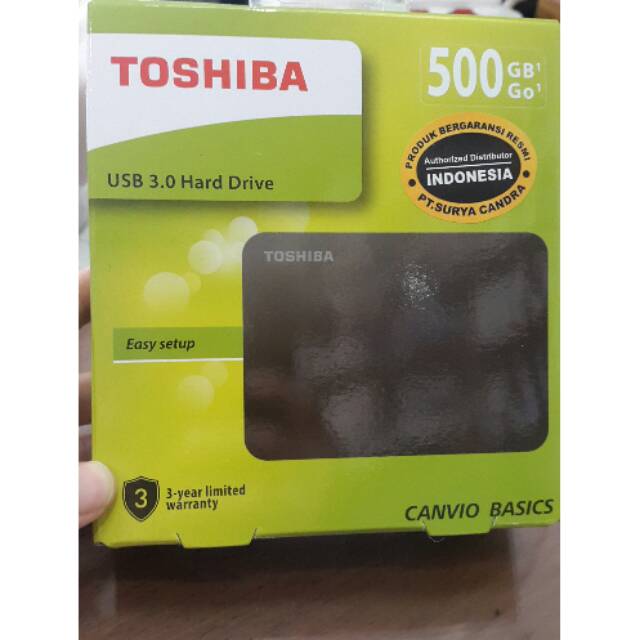 TOSHIBA
500 GB¹
Go¹
USB 3.0 Hard Drive
PRODUK BERGARANSI RESMI
Authorized Distributor
INDONESIA
PT.SURYA CANDRA
TOSHIBA
Easy setup
3
3-year limited
warranty
CANVIO BASICS